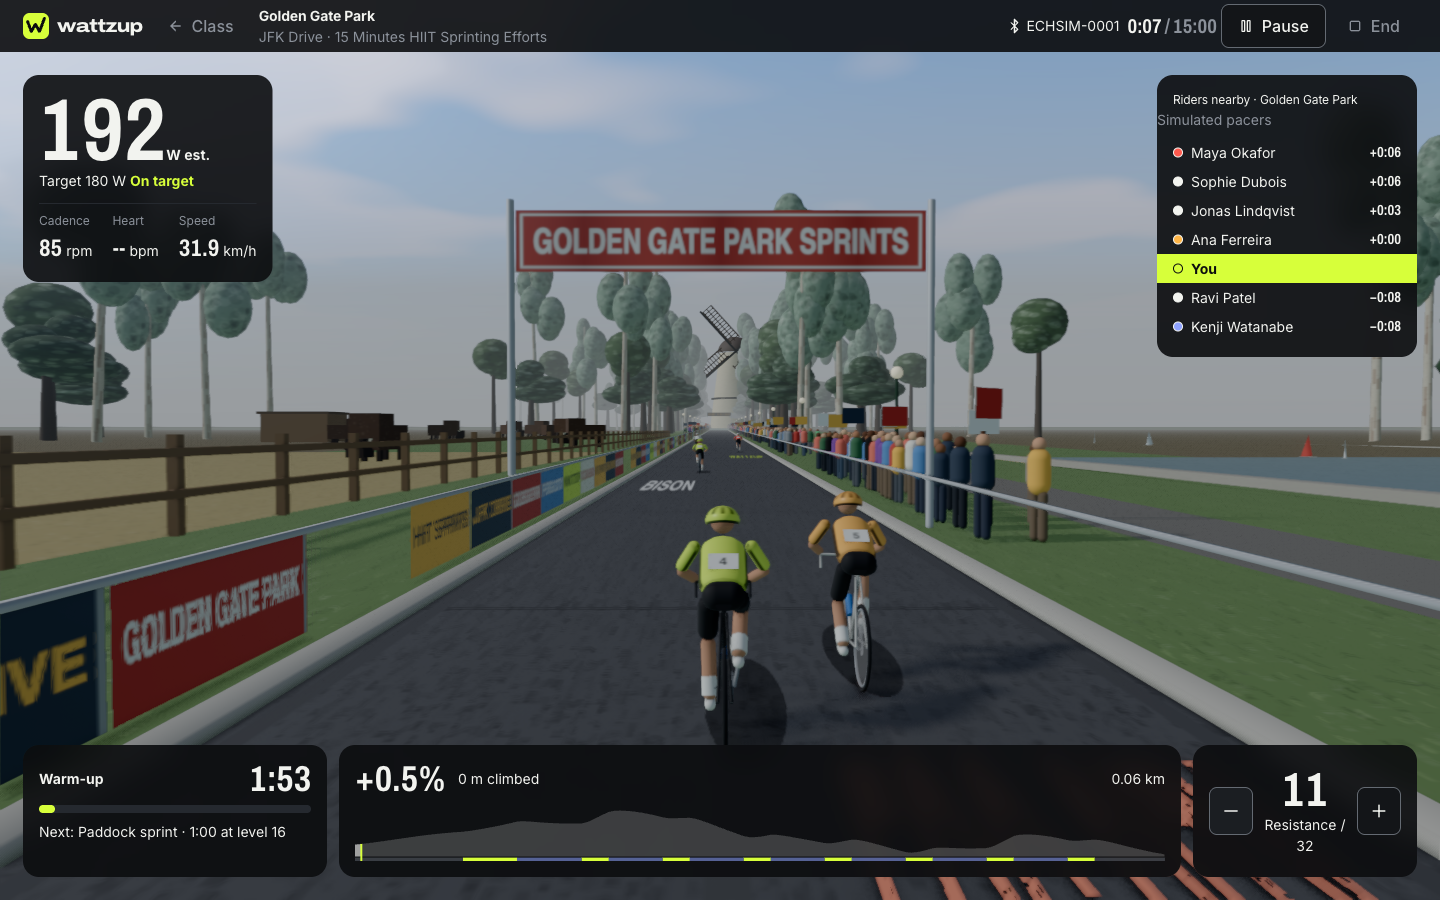 wattzup
Class
Golden Gate Park
JFK Drive · 15 Minutes HIIT Sprinting Efforts
ECHSIM-0001 0:07 / 15:00
Pause
End
192 W est.
Target 180 W On target
Cadence Heart Speed
85 rpm -- bpm 31.9 km/h
Riders nearby · Golden Gate Park
Simulated pacers
Maya Okafor +0:06
Sophie Dubois +0:06
Jonas Lindqvist +0:03
Ana Ferreira +0:00
You
Ravi Patel −0:08
Kenji Watanabe −0:08
GOLDEN GATE PARK SPRINTS
BISON
4
5
GOLDEN GATE PARK
IVE
Warm-up 1:53
Next: Paddock sprint · 1:00 at level 16
+0.5% 0 m climbed 0.06 km
11
Resistance /
32